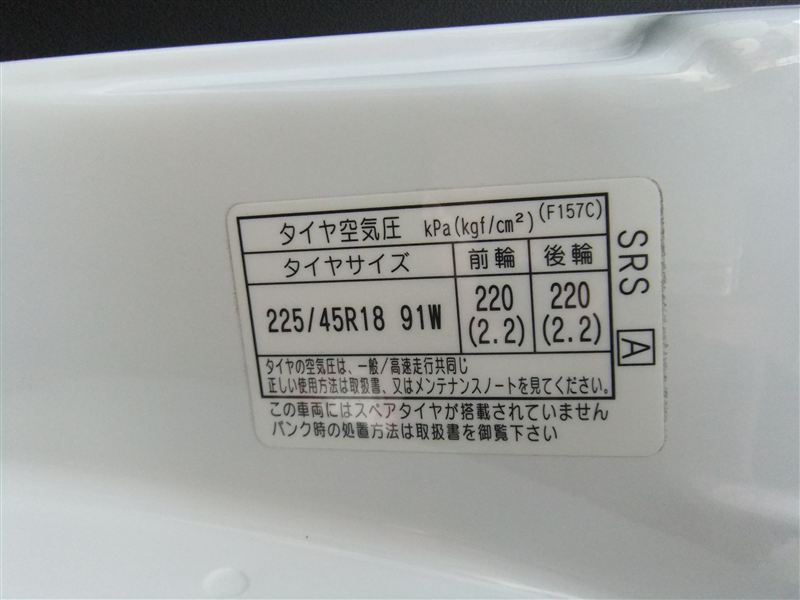 タイヤ空気圧 kPa(kgf/cm²)(F157C)
タイヤサイズ 前輪 後輪
225/45R18 91W 220 (2.2) 220 (2.2)
タイヤの空気圧は、一般/高速走行共同じ
正しい使用方法は取扱書、又はメンテナンスノートを見てください。
この車両にはスペアタイヤが搭載されていません
パンク時の処置方法は取扱書を御覧下さい
SRS A